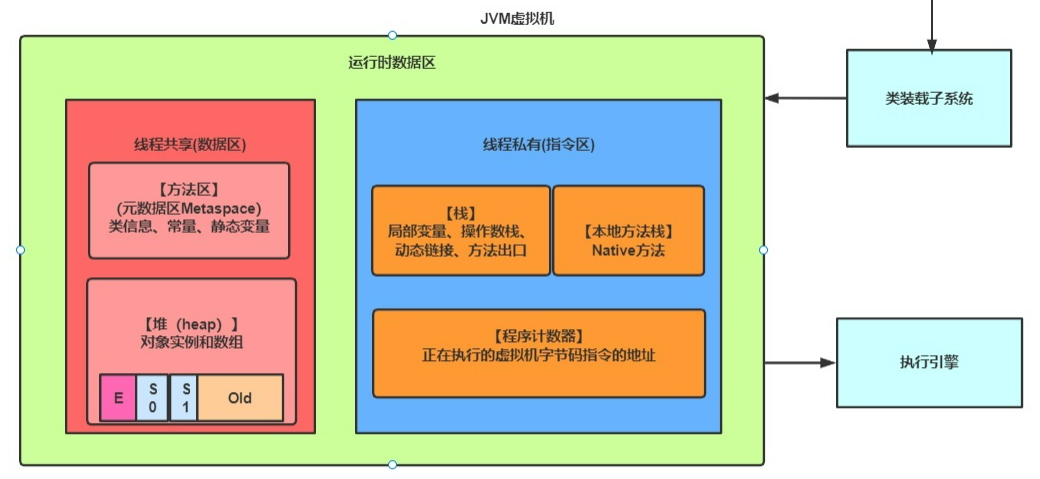 JVM虚拟机
运行时数据区
线程共享(数据区)
【方法区】
(元数据区Metaspace)
类信息、常量、静态变量
【堆（heap）】
对象实例和数组
E
S
0
S
1
Old
线程私有(指令区)
【栈】
局部变量、操作数栈、
动态链接、方法出口
【本地方法栈】
Native方法
【程序计数器】
正在执行的虚拟机字节码指令的地址
类装载子系统
执行引擎